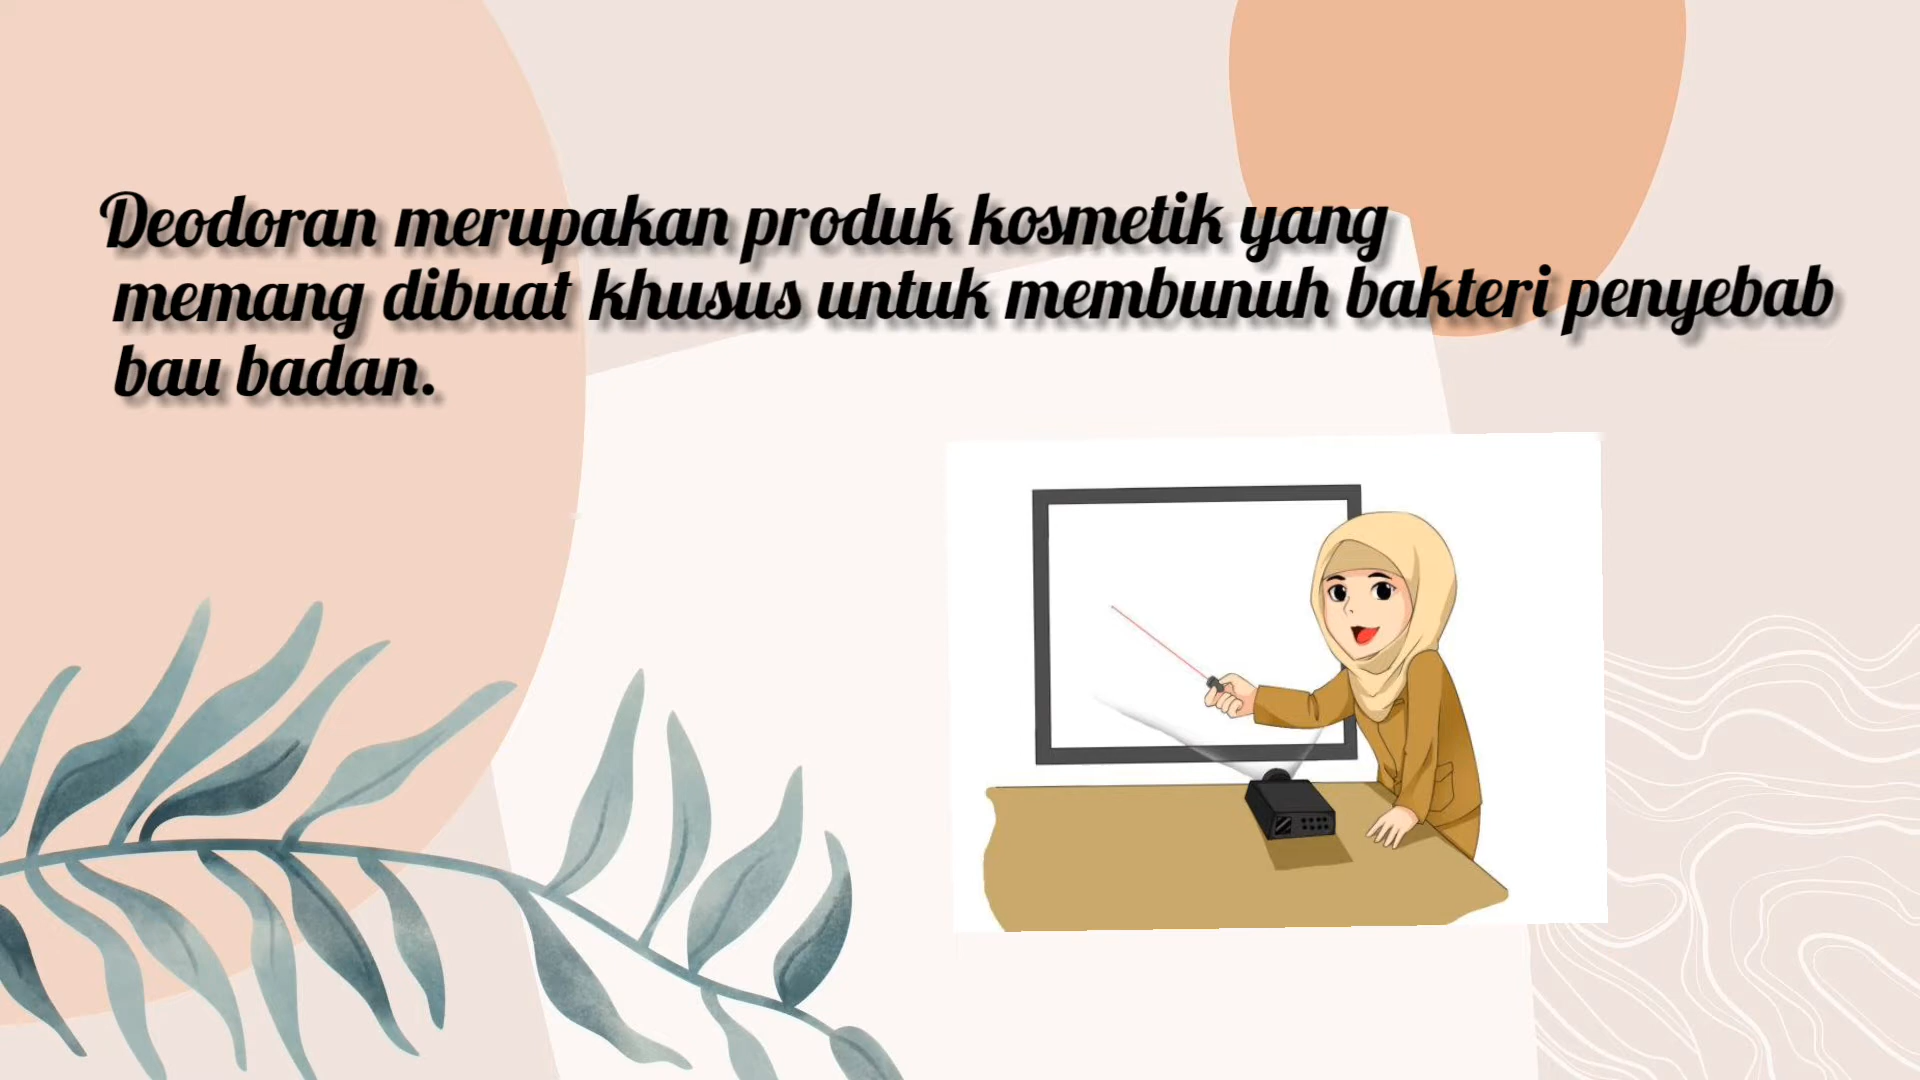 Deodoran merupakan produk kosmetik yang
memang dibuat khusus untuk membunuh bakteri penyebab
bau badan.